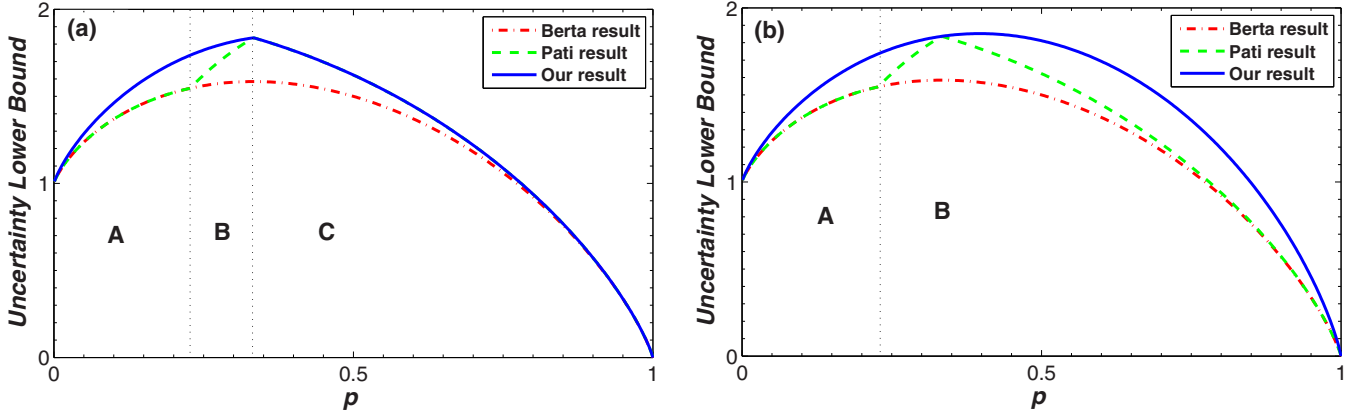 (a)
Berta result
Pati result
Our result
Uncertainty Lower Bound
2
1
0
A
B
C
0
0.5
1
p
(b)
Berta result
Pati result
Our result
Uncertainty Lower Bound
2
1
0
A
B
0
0.5
1
p